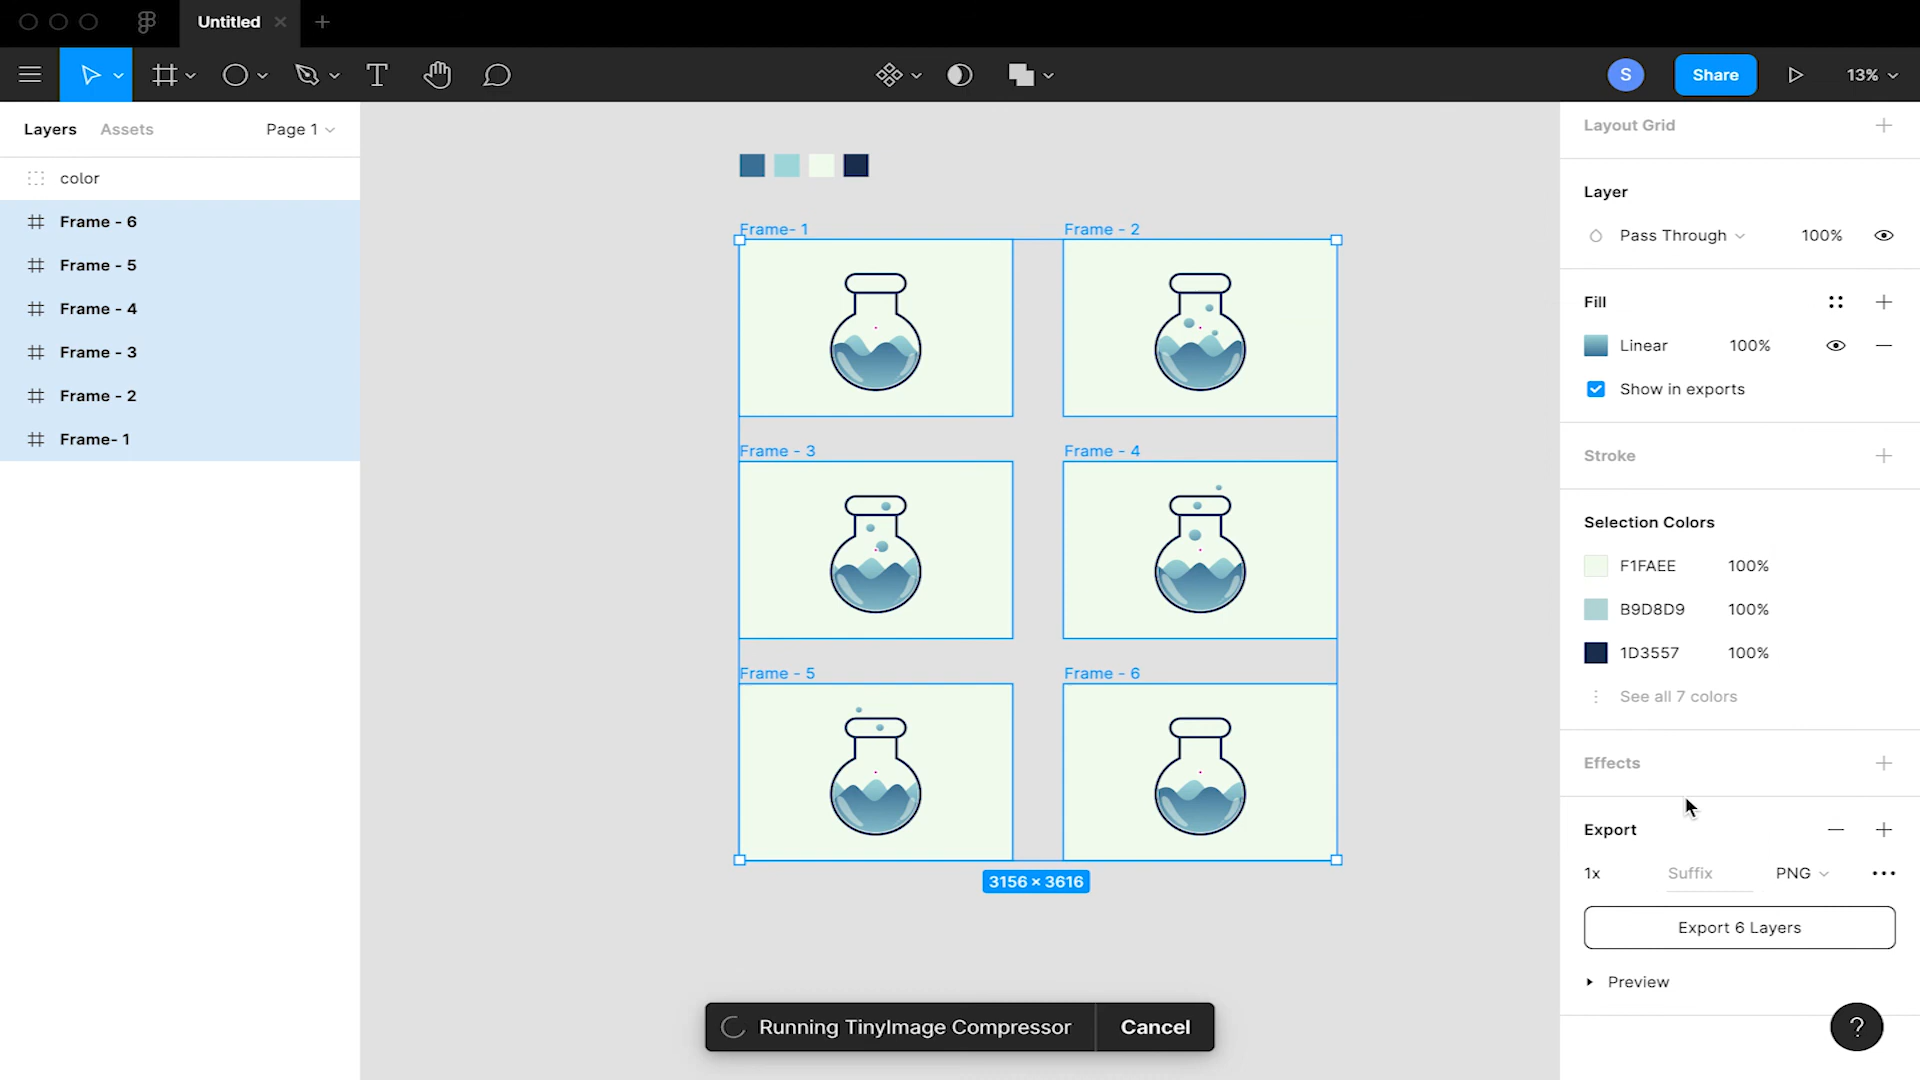 Untitled
S
Share
13%
Layers
Assets
Page 1
color
Frame - 6
Frame - 5
Frame - 4
Frame - 3
Frame - 2
Frame- 1
Frame- 1
Frame - 2
Frame - 3
Frame - 4
Frame - 5
Frame - 6
3156 × 3616
Running TinyImage Compressor
Cancel
Layout Grid
Layer
Pass Through
100%
Fill
Linear
100%
Show in exports
Stroke
Selection Colors
F1FAEE
100%
B9D8D9
100%
1D3557
100%
See all 7 colors
Effects
Export
1x
Suffix
PNG
Export 6 Layers
Preview
?